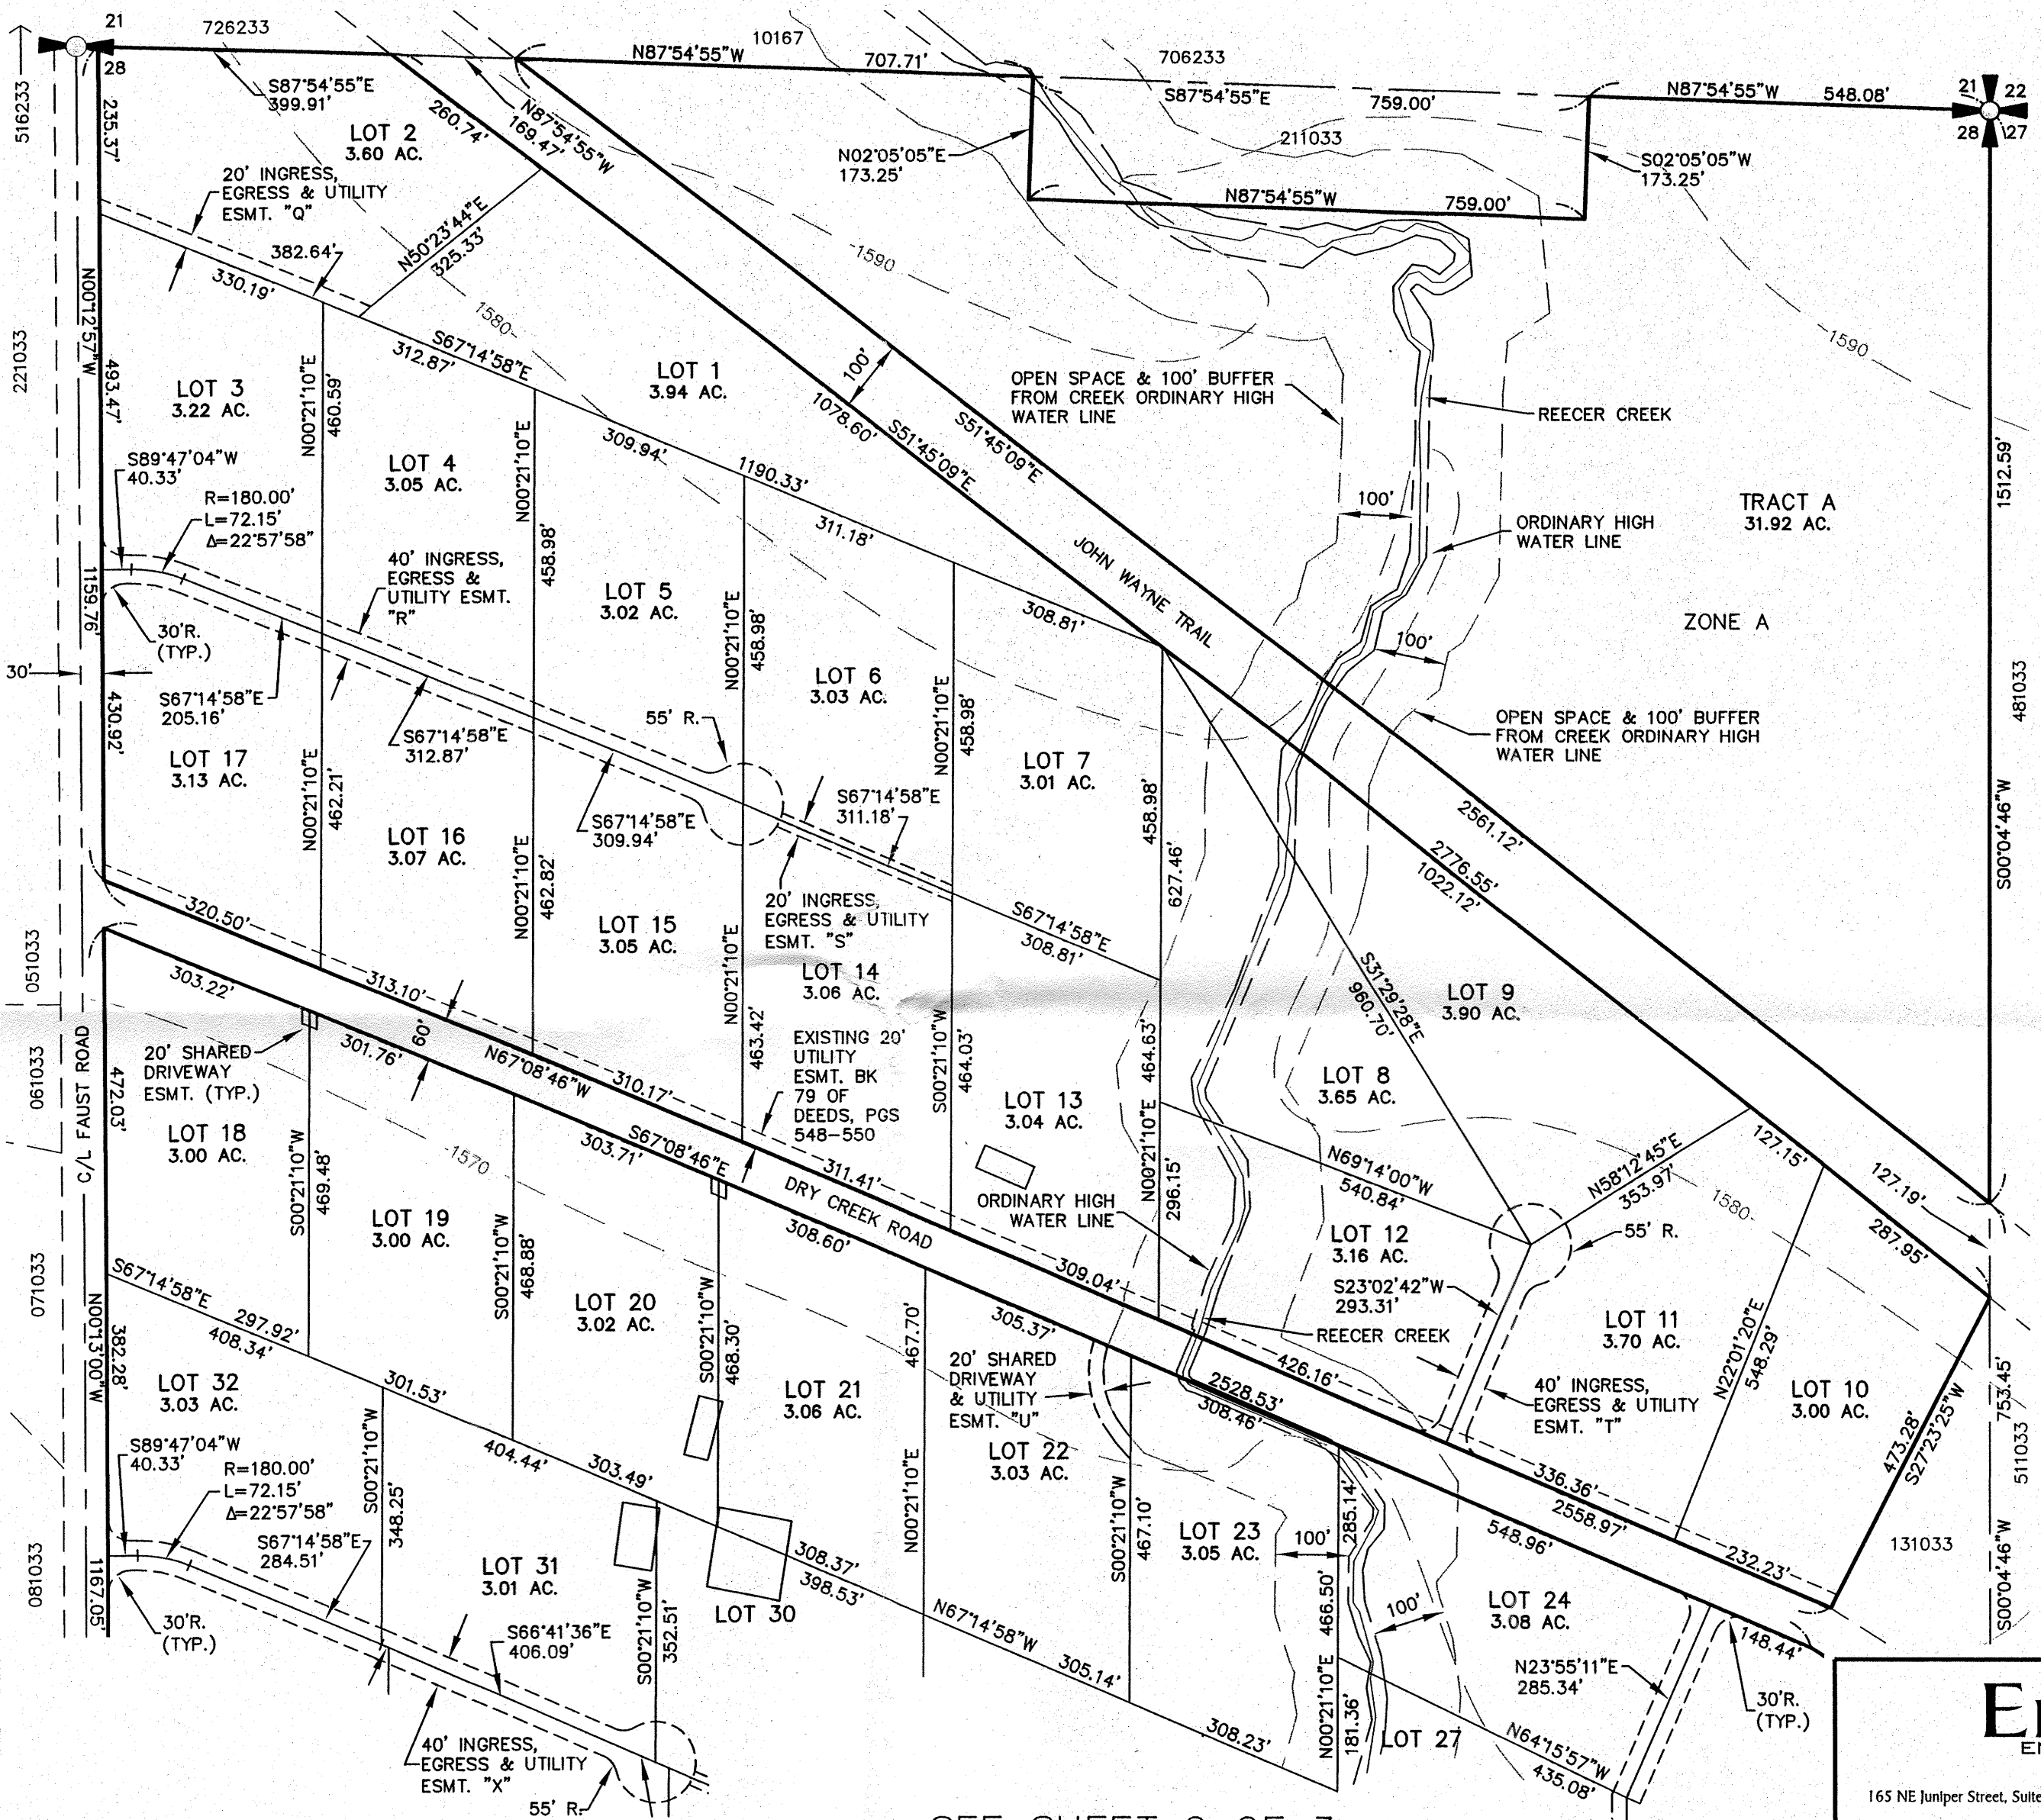 21
28
726233
516233
S87°54'55"E
399.91'
LOT 2
3.60 AC.
235.37'
20' INGRESS,
EGRESS & UTILITY
ESMT. "Q"
260.74'
N87°54'55"W
169.47'
N87°54'55"W
707.71'
10167
706233
S87°54'55"E
759.00'
211033
N02°05'05"E
173.25'
N87°54'55"W
759.00'
S02°05'05"W
173.25'
N87°54'55"W
548.08'
21
22
28
27
382.64'
N50°23'44"E
325.33'
330.19'
1590
1580
N00°12'57"W
221033
493.47'
LOT 3
3.22 AC.
N00°21'10"E
460.59'
S67°14'58"E
312.87'
LOT 1
3.94 AC.
100'
1078.60'
S51°45'09"E
S51°45'09"E
OPEN SPACE & 100' BUFFER
FROM CREEK ORDINARY HIGH
WATER LINE
REECER CREEK
1590
S89°47'04"W
40.33'
R=180.00'
L=72.15'
Δ=22°57'58"
LOT 4
3.05 AC.
N00°21'10"E
458.98'
309.94'
1190.33'
311.18'
100'
ORDINARY HIGH
WATER LINE
TRACT A
31.92 AC.
1512.59'
40' INGRESS,
EGRESS &
UTILITY ESMT.
"R"
LOT 5
3.02 AC.
N00°21'10"E
458.98'
JOHN WAYNE TRAIL
308.81'
ZONE A
1159.76'
30'R.
(TYP.)
30'
S67°14'58"E
205.16'
430.92'
LOT 17
3.13 AC.
N00°21'10"E
462.21'
S67°14'58"E
312.87'
55' R.
LOT 6
3.03 AC.
N00°21'10"E
458.98'
LOT 7
3.01 AC.
100'
OPEN SPACE & 100' BUFFER
FROM CREEK ORDINARY HIGH
WATER LINE
481033
S00°04'46"W
LOT 16
3.07 AC.
N00°21'10"E
462.82'
S67°14'58"E
309.94'
S67°14'58"E
311.18'
458.98'
627.46'
2561.12'
2776.55'
1022.12'
320.50'
LOT 15
3.05 AC.
20' INGRESS,
EGRESS & UTILITY
ESMT. "S"
S67°14'58"E
308.81'
051033
303.22'
313.10'
N00°21'10"E
463.42'
LOT 14
3.06 AC.
S31°29'28"E
960.70'
LOT 9
3.90 AC.
C/L FAUST ROAD
061033
20' SHARED
DRIVEWAY
ESMT. (TYP.)
301.76'
60'
N67°08'46"W
310.17'
EXISTING 20'
UTILITY
ESMT. BK
79 OF
DEEDS, PGS
548-550
S00°21'10"W
464.03'
464.63'
LOT 13
3.04 AC.
LOT 8
3.65 AC.
472.03'
LOT 18
3.00 AC.
S00°21'10"W
469.48'
1570
303.71'
S67°08'46"E
311.41'
N00°21'10"E
296.15'
N69°14'00"W
540.84'
N58°12'45"E
353.97'
127.15'
127.19'
1580
LOT 19
3.00 AC.
DRY CREEK ROAD
ORDINARY HIGH
WATER LINE
LOT 12
3.16 AC.
55' R.
287.95'
071033
S67°14'58"E
297.92'
408.34'
S00°21'10"W
468.88'
LOT 20
3.02 AC.
308.60'
309.04'
S23°02'42"W
293.31'
LOT 11
3.70 AC.
N00°13'00"W
382.28'
S00°21'10"W
468.30'
467.70'
305.37'
REECER CREEK
N22°01'20"E
548.29'
LOT 32
3.03 AC.
301.53'
LOT 21
3.06 AC.
20' SHARED
DRIVEWAY
& UTILITY
ESMT. "U"
2528.53'
308.46'
426.16'
40' INGRESS,
EGRESS & UTILITY
ESMT. "T"
LOT 10
3.00 AC.
473.28'
S27°23'25"W
753.45'
511033
S89°47'04"W
40.33'
R=180.00'
L=72.15'
Δ=22°57'58"
S00°21'10"W
348.25'
404.44'
303.49'
LOT 22
3.03 AC.
336.36'
2558.97'
S67°14'58"E
284.51'
N00°21'10"E
S00°21'10"W
467.10'
LOT 23
3.05 AC.
100'
285.14'
548.96'
232.23'
131033
081033
1167.05'
30'R.
(TYP.)
LOT 31
3.01 AC.
308.37'
398.53'
LOT 30
N67°14'58"W
305.14'
466.50'
100'
LOT 24
3.08 AC.
148.44'
S00°04'46"W
S66°41'36"E
406.09'
S00°21'10"W
352.51'
N23°55'11"E
285.34'
30'R.
(TYP.)
40' INGRESS,
EGRESS & UTILITY
ESMT. "X"
55' R.
308.23'
N00°21'10"E
181.36'
LOT 27
N64°15'57"W
435.08'
165 NE Juniper Street, Suite